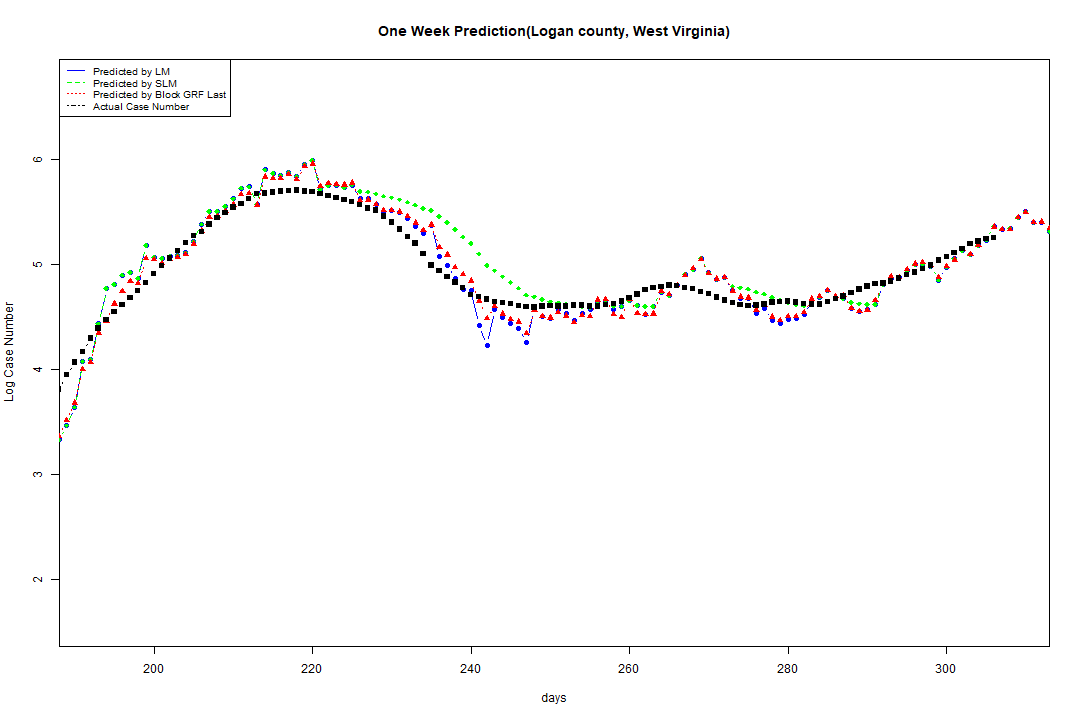 One Week Prediction(Logan county, West Virginia)
Predicted by LM
Predicted by SLM
Predicted by Block GRF Last
Actual Case Number
Log Case Number
6
5
4
3
2
200 220 240 260 280 300
days